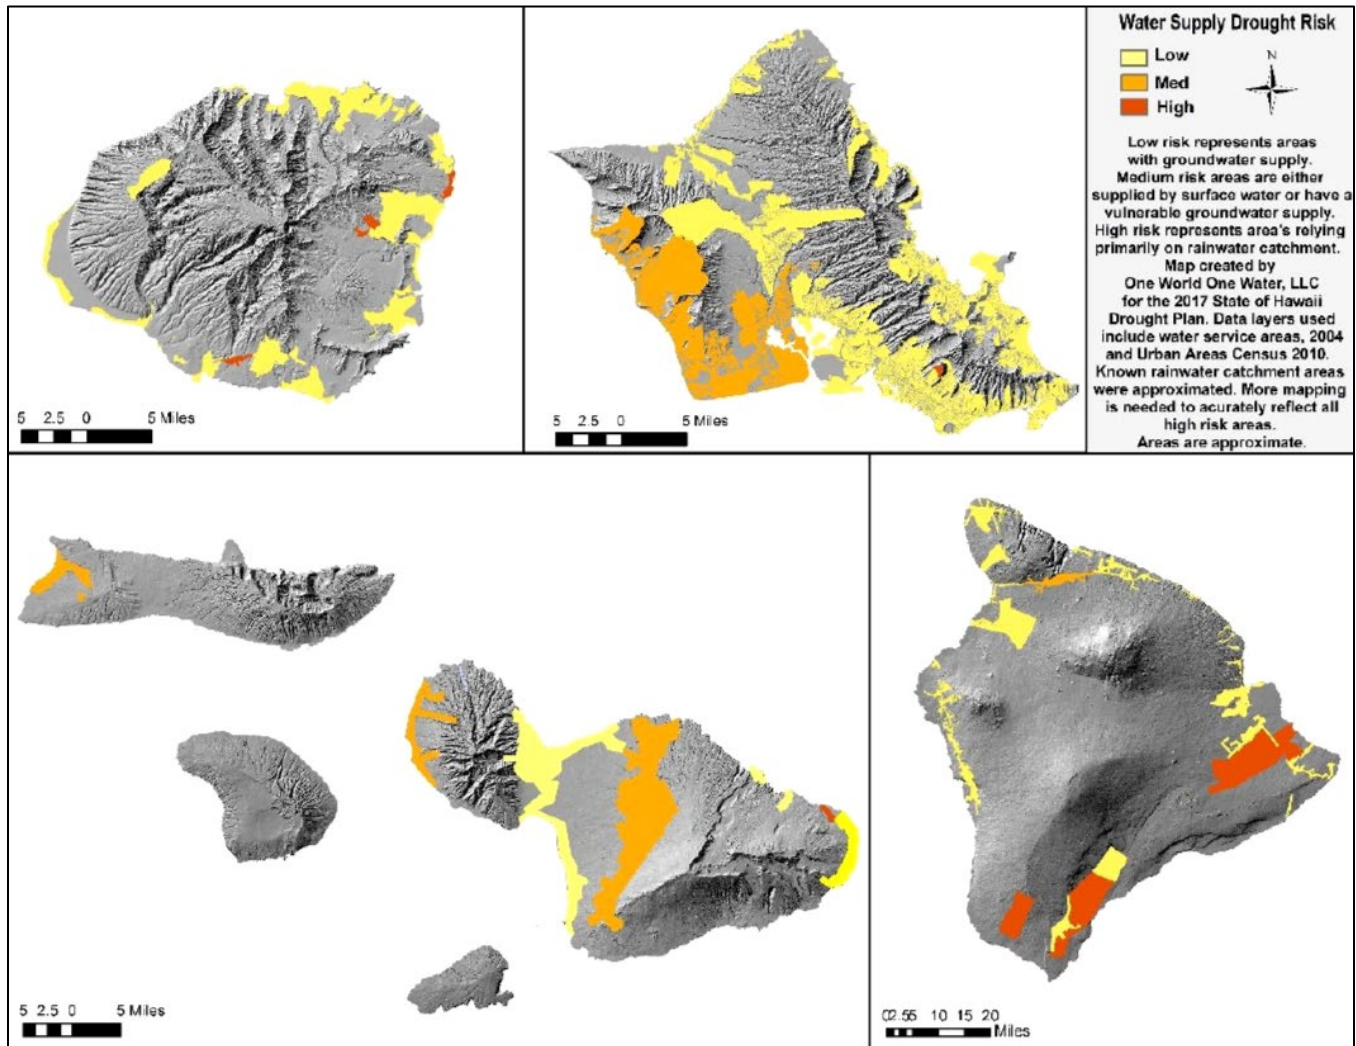 Water Supply Drought Risk
Low
Med
High
N
Low risk represents areas
with groundwater supply.
Medium risk areas are either
supplied by surface water or have a
vulnerable groundwater supply.
High risk represents area's relying
primarily on rainwater catchment.
Map created by
One World One Water, LLC
for the 2017 State of Hawaii
Drought Plan. Data layers used
include water service areas, 2004
and Urban Areas Census 2010.
Known rainwater catchment areas
were approximated. More mapping
is needed to acurately reflect all
high risk areas.
Areas are approximate.
5 2.5 0 5 Miles
5 2.5 0 5 Miles
5 2.5 0 5 Miles
02.55 10 15 20
Miles